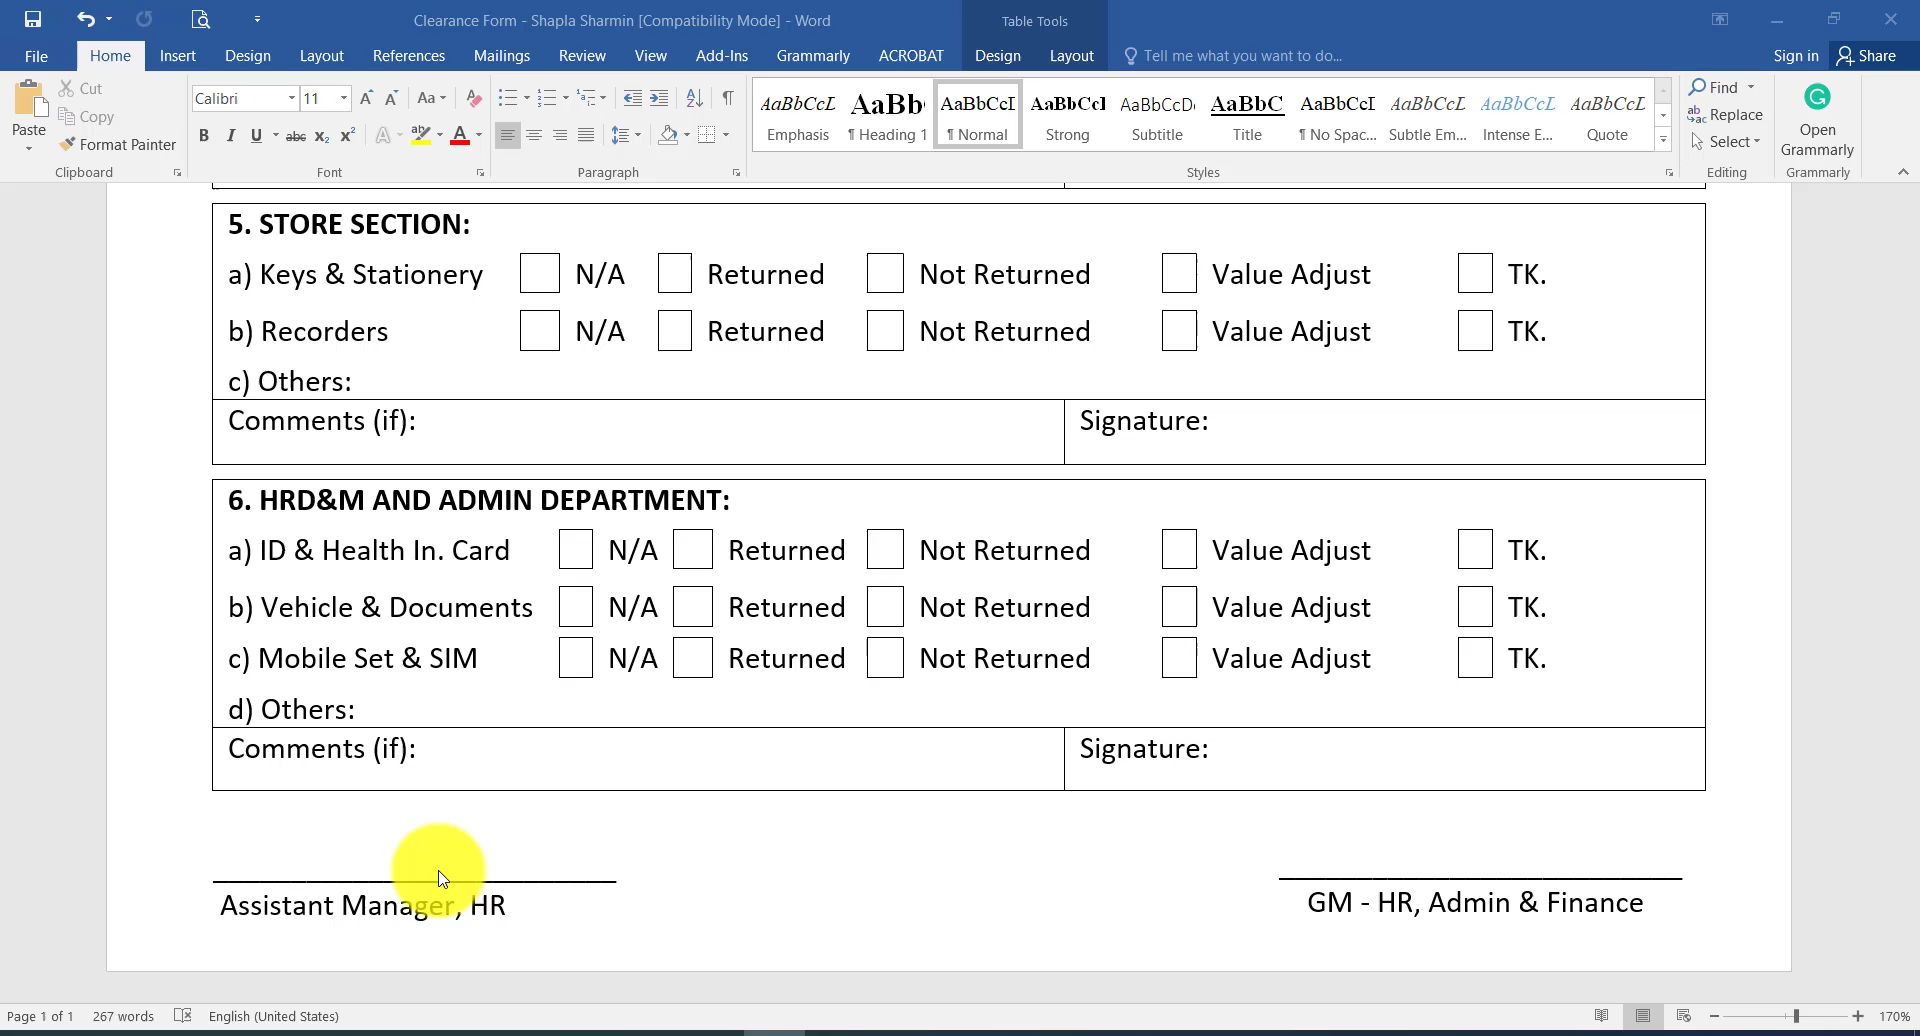 Clearance Form - Shapla Sharmin [Compatibility Mode] - Word
Table Tools
File Home Insert Design Layout References Mailings Review View Add-Ins Grammarly ACROBAT Design Layout Tell me what you want to do... Sign in Share
Paste
Cut
Copy
Format Painter
Clipboard
Calibri 11
Font
Paragraph
AaBbCcL AaBb AaBbCcI AaBbCcI AaBbCcD AaBbC AaBbCcI AaBbCcL AaBbCcL AaBbCcL
Emphasis ¶ Heading 1 ¶ Normal Strong Subtitle Title ¶ No Spac... Subtle Em... Intense E... Quote
Styles
Find
Replace
Select
Editing
Open
Grammarly
Grammarly
5. STORE SECTION:
a) Keys & Stationery N/A Returned Not Returned Value Adjust TK.
b) Recorders N/A Returned Not Returned Value Adjust TK.
c) Others:
Comments (if): Signature:
6. HRD&M AND ADMIN DEPARTMENT:
a) ID & Health In. Card N/A Returned Not Returned Value Adjust TK.
b) Vehicle & Documents N/A Returned Not Returned Value Adjust TK.
c) Mobile Set & SIM N/A Returned Not Returned Value Adjust TK.
d) Others:
Comments (if): Signature:
Assistant Manager, HR GM - HR, Admin & Finance
Page 1 of 1 267 words English (United States) 170%